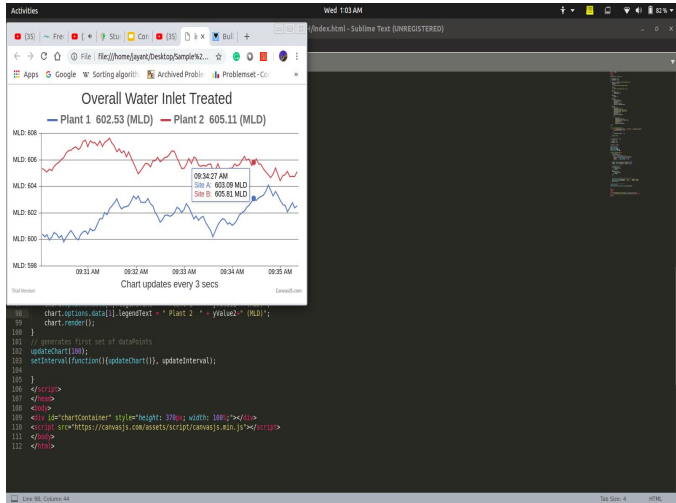 Activities
Wed 1:03 AM
82 %
H/index.html - Sublime Text (UNREGISTERED)
(35) Fre (35) Stu Con (35) Bull
File file:///home/jayant/Desktop/Sample%2...
Apps Google Sorting algorith Archived Proble Problemset - Co »
Overall Water Inlet Treated
Plant 1 602.53 (MLD) Plant 2 605.11 (MLD)
MLD: 608
MLD: 606
MLD: 604
MLD: 602
MLD: 600
MLD: 598
09:34:27 AM
Site A: 603.09 MLD
Site B: 605.81 MLD
09:31 AM 09:32 AM 09:33 AM 09:34 AM 09:35 AM
Chart updates every 3 secs
Trial Version CanvasJS.com
98 chart.options.data[1].legendText = " Plant 2 " + yValue2+" (MLD)";
99 chart.render();
100 }
101 // generates first set of dataPoints
102 updateChart(100);
103 setInterval(function(){updateChart()}, updateInterval);
104
105 }
106 </script>
107 </head>
108 <body>
109 <div id="chartContainer" style="height: 370px; width: 100%;"></div>
110 <script src="https://canvasjs.com/assets/script/canvasjs.min.js"></script>
111 </body>
112 </html>
Line 98, Column 44
Tab Size: 4 HTML